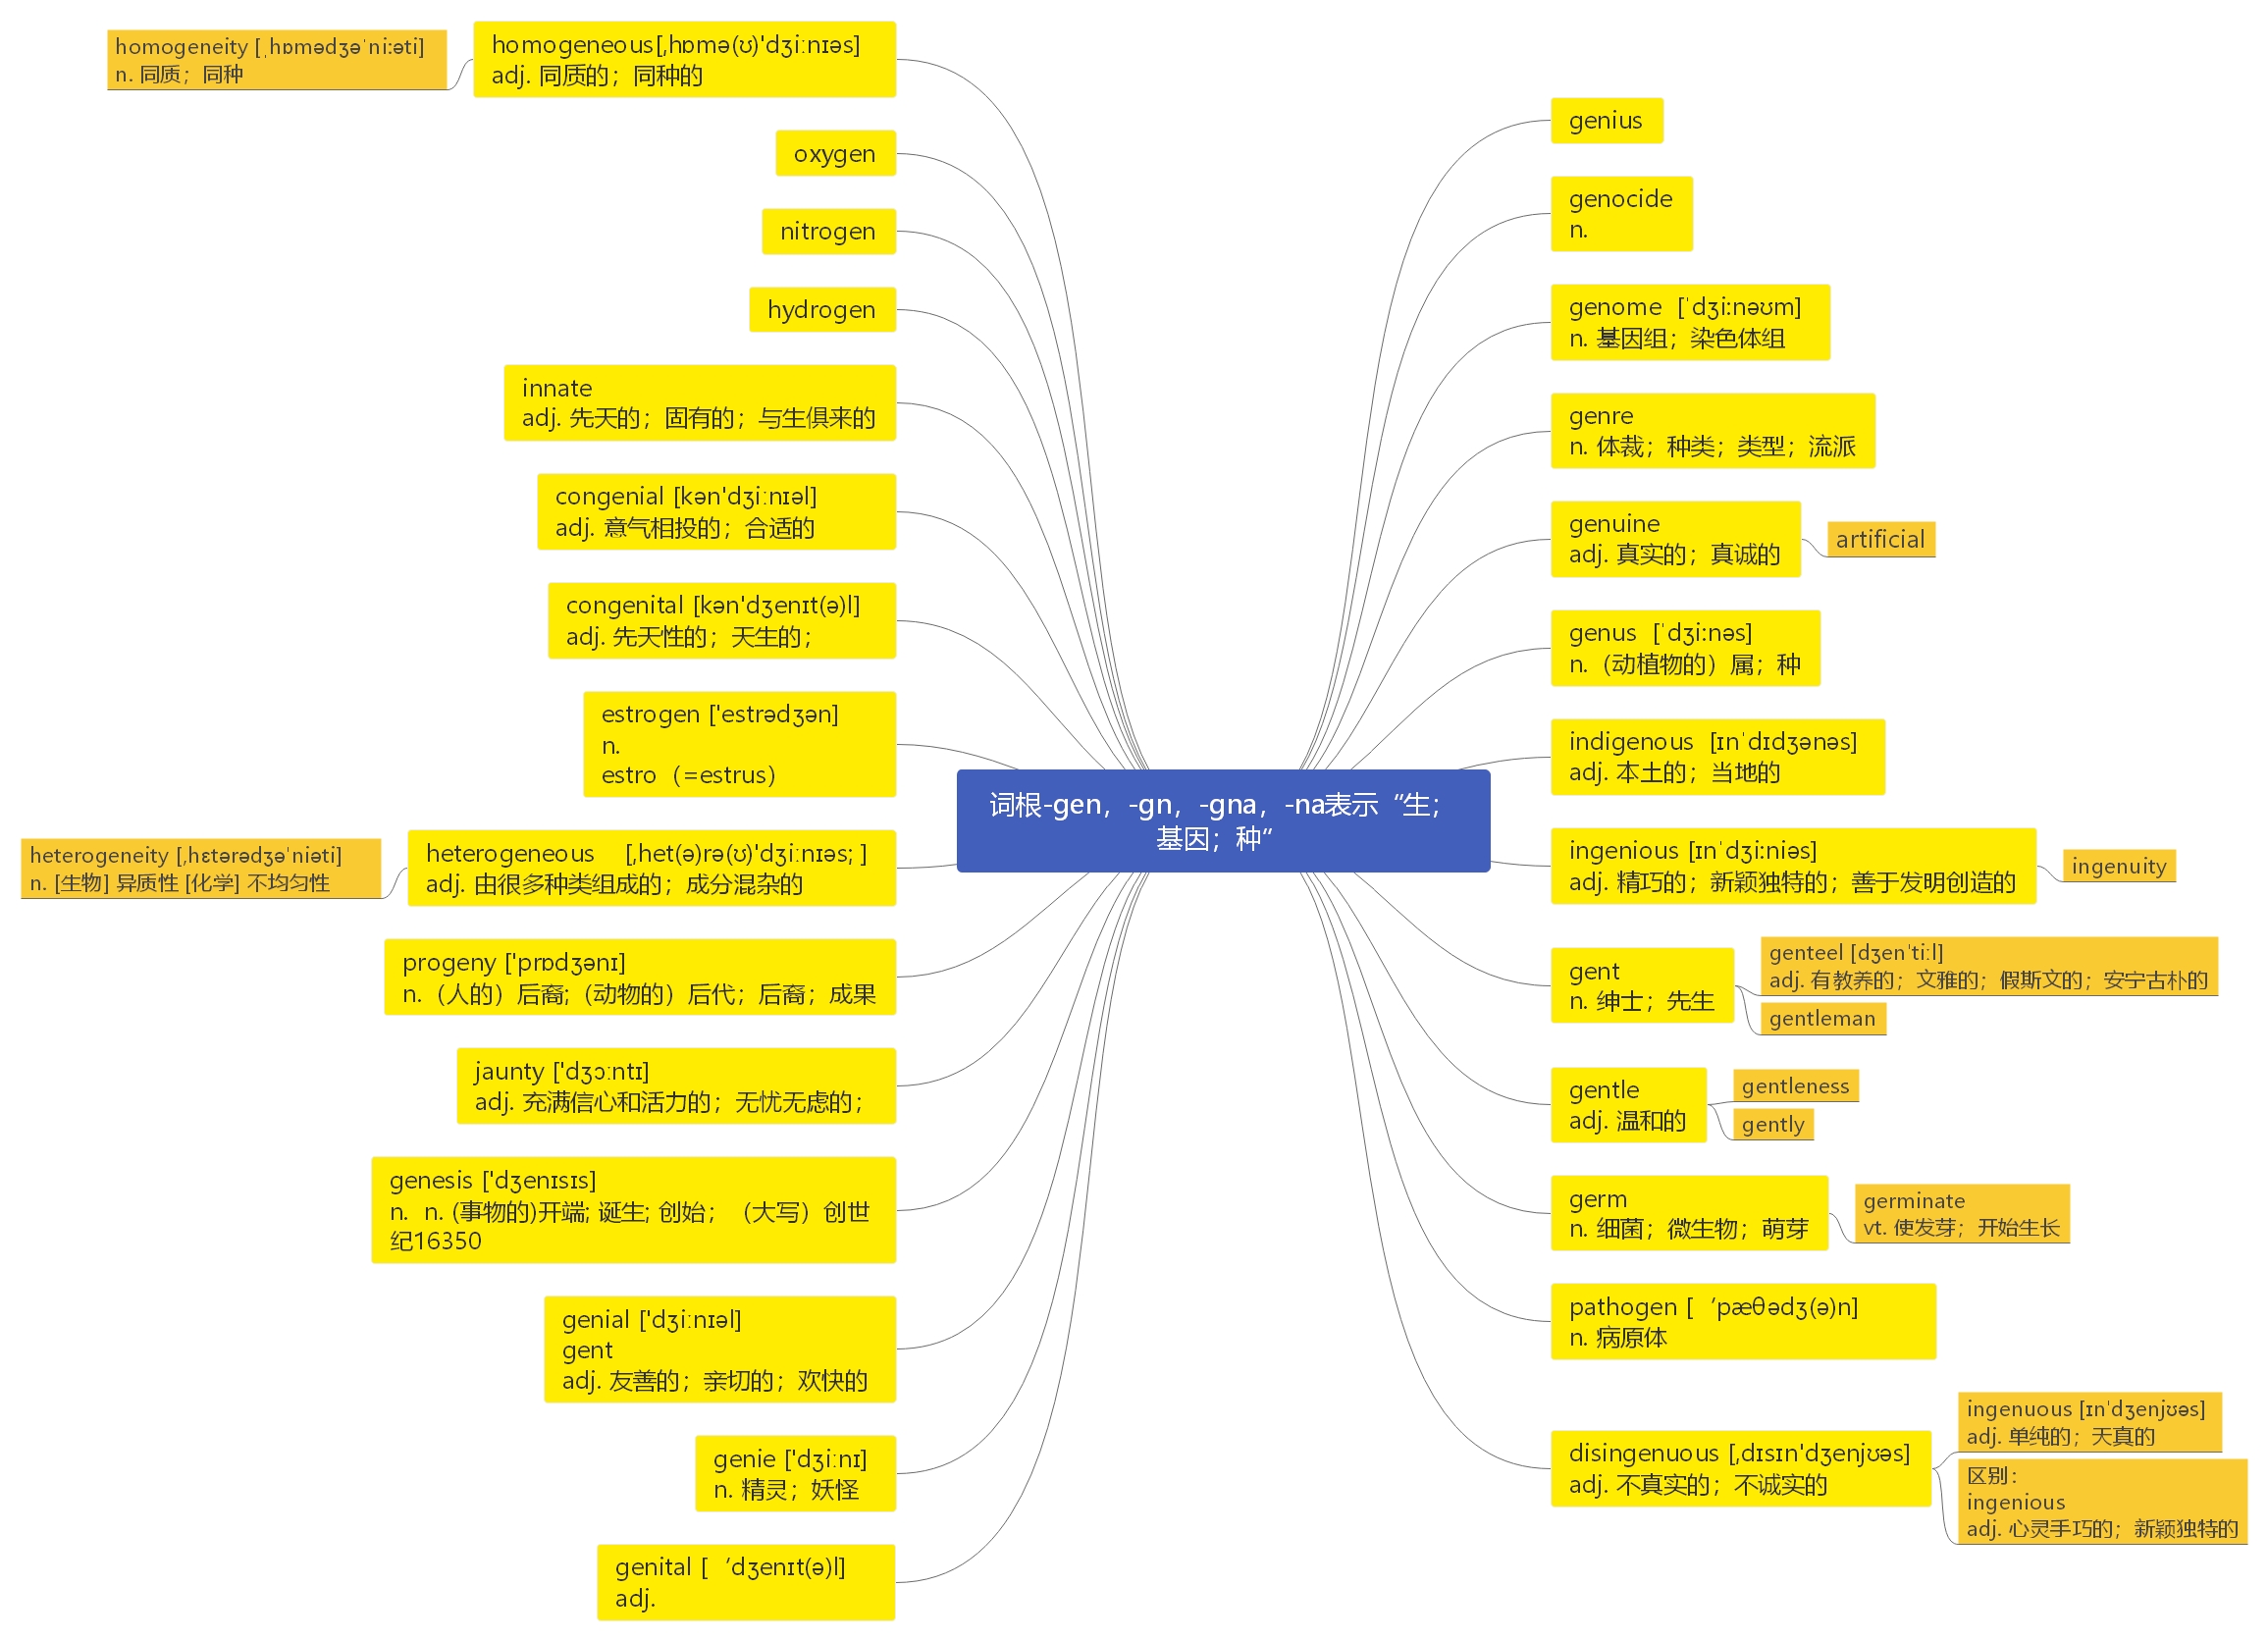 词根-gen，-gn，-gna，-na表示“生；
基因；种“
genius
genocide
n.
genome  [ˈdʒiːnəʊm]
n. 基因组；染色体组
genre
n. 体裁；种类；类型；流派
genuine
adj. 真实的；真诚的
artificial
genus  [ˈdʒiːnəs]
n.（动植物的）属；种
indigenous  [ɪnˈdɪdʒənəs]
adj. 本土的；当地的
ingenious [ɪnˈdʒiːniəs]
adj. 精巧的；新颖独特的；善于发明创造的
ingenuity
gent
n. 绅士；先生
genteel [dʒenˈtiːl]
adj. 有教养的；文雅的；假斯文的；安宁古朴的
gentleman
gentle
adj. 温和的
gentleness
gently
germ
n. 细菌；微生物；萌芽
germinate
vt. 使发芽；开始生长
pathogen [‘pæθədʒ(ə)n]
n. 病原体
disingenuous [,dɪsɪn'dʒenjʊəs]
adj. 不真实的；不诚实的
ingenuous [ɪnˈdʒenjʊəs]
adj. 单纯的；天真的
区别：
ingenious
adj. 心灵手巧的；新颖独特的
homogeneous[,hɒmə(ʊ)'dʒiːnɪəs]
adj. 同质的；同种的
homogeneity [ˌhɒmədʒəˈniːəti]
n. 同质；同种
oxygen
nitrogen
hydrogen
innate
adj. 先天的；固有的；与生俱来的
congenial [kən'dʒiːnɪəl]
adj. 意气相投的；合适的
congenital [kən'dʒenɪt(ə)l]
adj. 先天性的；天生的；
estrogen ['estrədʒən]
n.
estro（=estrus）
heterogeneous    [,het(ə)rə(ʊ)'dʒiːnɪəs; ]
adj. 由很多种类组成的；成分混杂的
heterogeneity [,hɛtərədʒəˈniəti]
n. [生物] 异质性 [化学] 不均匀性
progeny ['prɒdʒənɪ]
n.（人的）后裔;（动物的）后代；后裔；成果
jaunty ['dʒɔːntɪ]
adj. 充满信心和活力的；无忧无虑的；
genesis ['dʒenɪsɪs]
n.  n. (事物的)开端; 诞生; 创始；（大写）创世
纪16350
genial ['dʒiːnɪəl]
gent
adj. 友善的；亲切的；欢快的
genie ['dʒiːnɪ]
n. 精灵；妖怪
genital [‘dʒenɪt(ə)l]
adj.